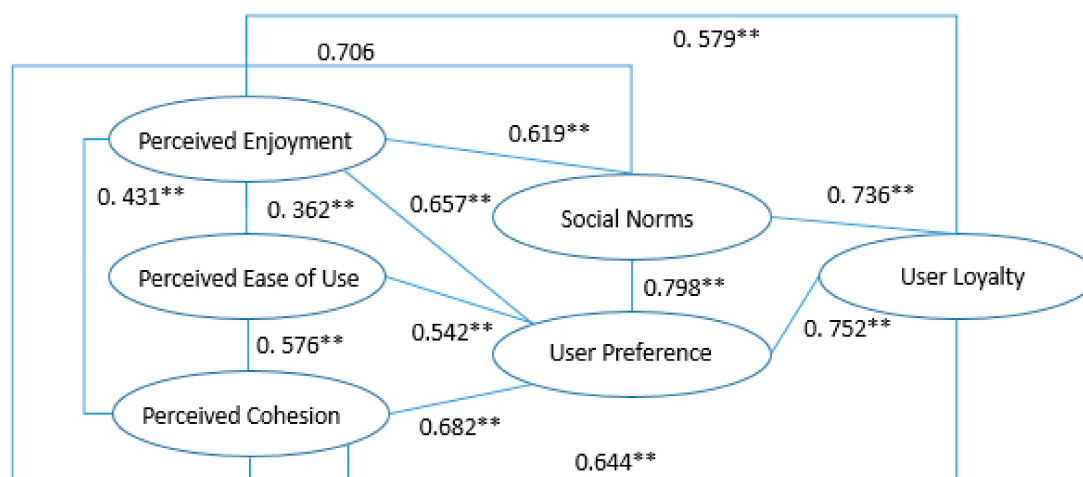 0. 579**
0.706
Perceived Enjoyment
0.619**
0. 431**
0. 362**
0.657**
Social Norms
0. 736**
Perceived Ease of Use
User Loyalty
0.798**
0. 576**
0.542**
User Preference
0. 752**
Perceived Cohesion
0.682**
0.644**